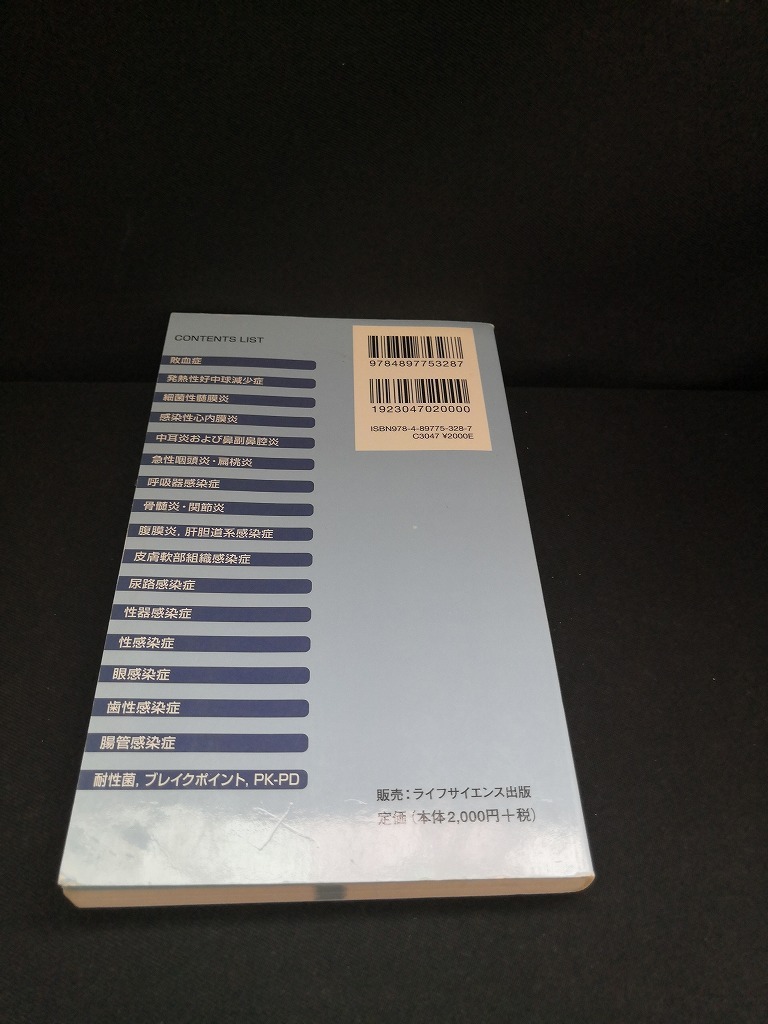 CONTENTS LIST
敗血症
発熱性好中球減少症
細菌性髄膜炎
感染性心内膜炎
中耳炎および鼻副鼻腔炎
急性咽頭炎・扁桃炎
呼吸器感染症
骨髄炎・関節炎
腹膜炎, 肝胆道系感染症
皮膚軟部組織感染症
尿路感染症
性器感染症
性感染症
眼感染症
歯性感染症
腸管感染症
耐性菌, ブレイクポイント, PK-PD
9784897753287
1923047020000
ISBN978-4-89775-328-7
C3047 ¥2000E
販売：ライフサイエンス出版
定価（本体2,000円＋税）